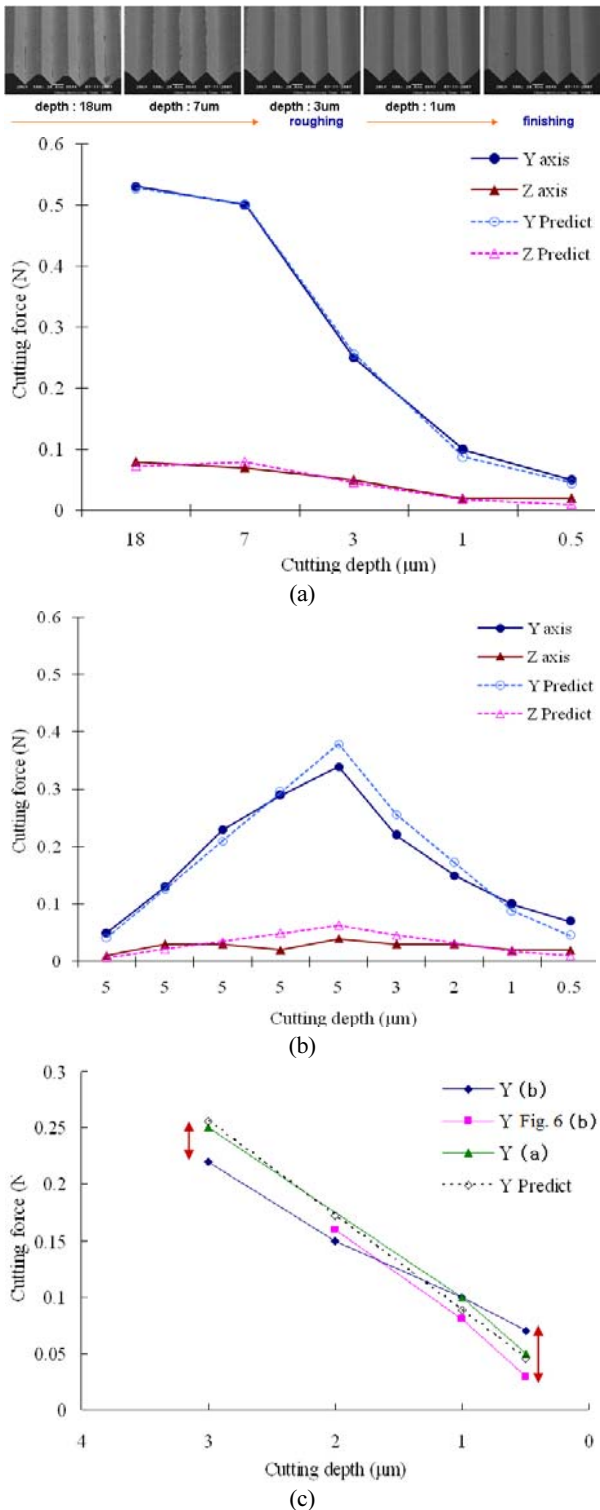 depth : 18um depth : 7um depth : 3um depth : 1um
roughing finishing
0.6
Y axis
Z axis
0.5
Y Predict
Z Predict
0.4
0.3
0.2
0.1
0
Cutting force (N)
18 7 3 1 0.5
Cutting depth (μm)
(a)
0.6
Y axis
Z axis
0.5
Y Predict
Z Predict
0.4
0.3
0.2
0.1
0
Cutting force (N)
5 5 5 5 5 3 2 1 0.5
Cutting depth (μm)
(b)
0.3
Y (b)
Y Fig. 6 (b)
0.25
Y (a)
Y Predict
0.2
0.15
0.1
0.05
0
Cutting force (N
4 3 2 1 0
Cutting depth (μm)
(c)